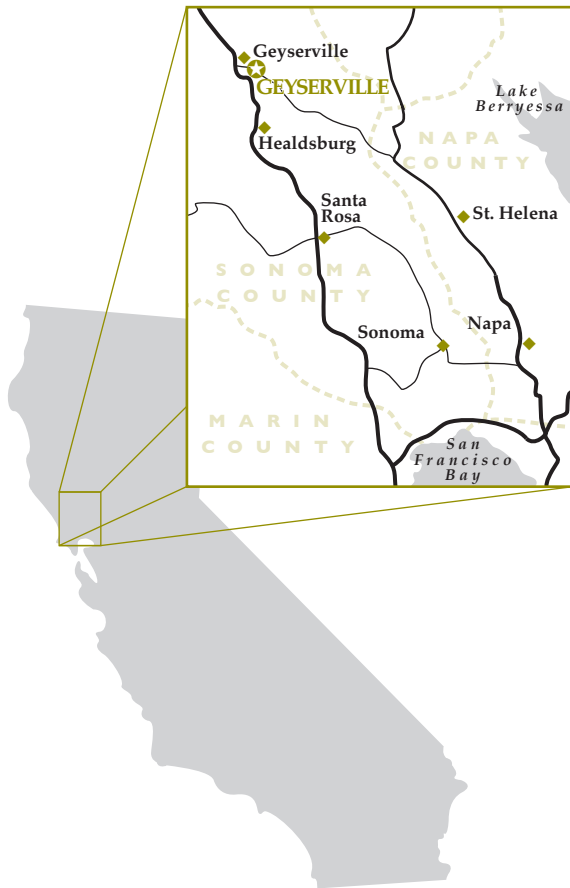 Geyserville
GEYSERVILLE
Lake
Berryessa
Healdsburg
NAPA
COUNTY
Santa
Rosa
St. Helena
SONOMA
COUNTY
Sonoma
Napa
MARIN
COUNTY
San
Francisco
Bay